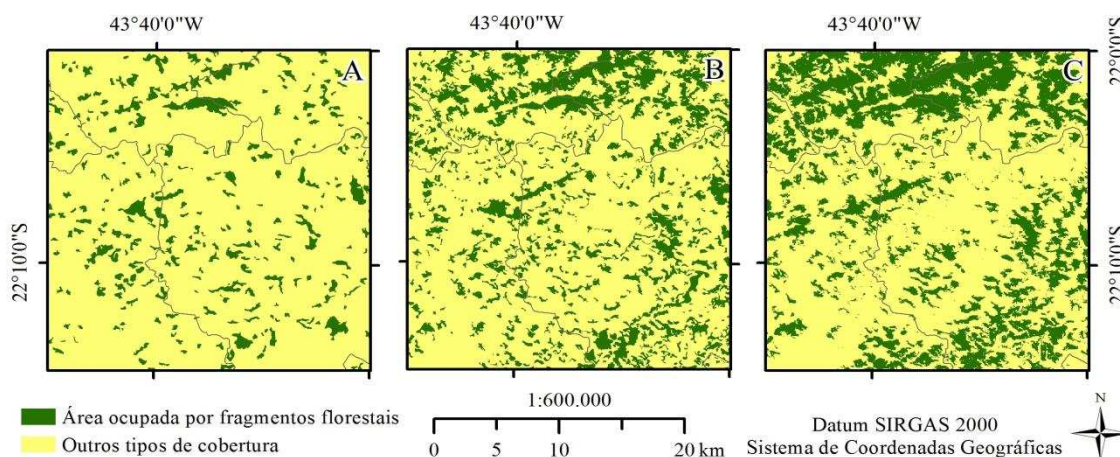 43°40'0"W
43°40'0"W
43°40'0"W
A
B
C
22°0'0"S
22°10'0"S
22°10'0"S
Área ocupada por fragmentos florestais
Outros tipos de cobertura
1:600.000
0 5 10 20 km
Datum SIRGAS 2000
Sistema de Coordenadas Geográficas
N